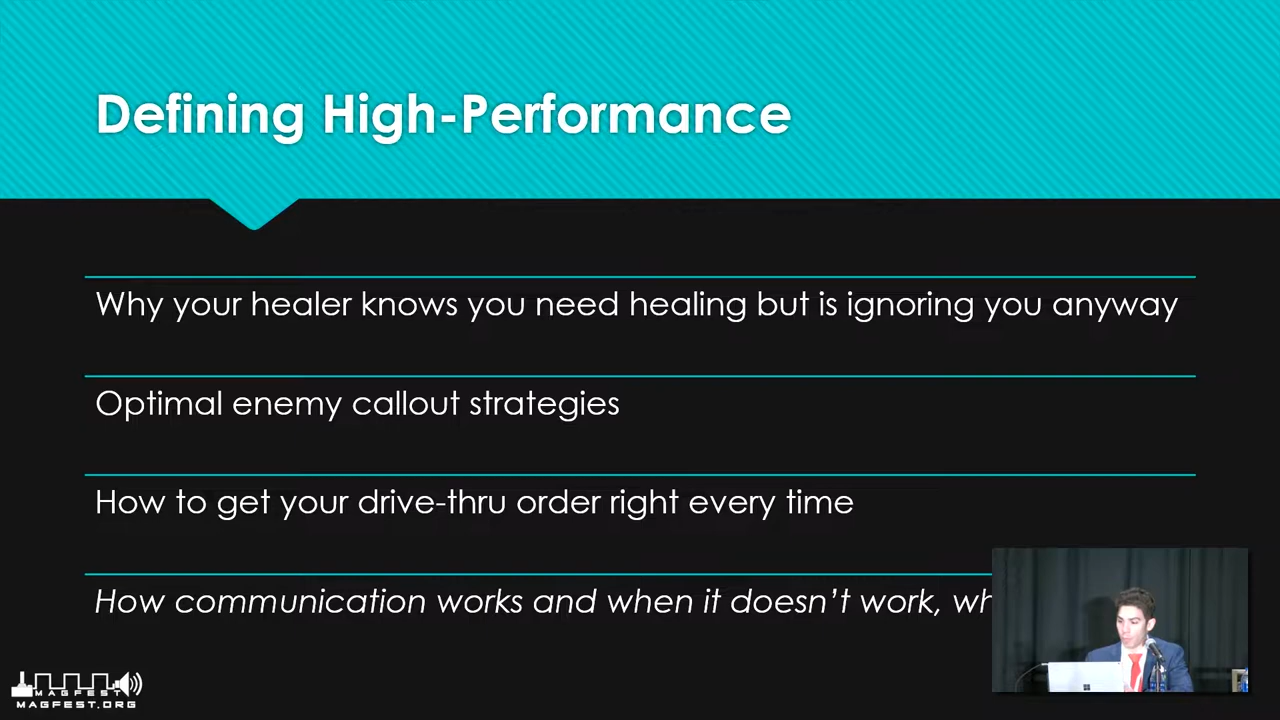 Defining High-Performance
Why your healer knows you need healing but is ignoring you anyway
Optimal enemy callout strategies
How to get your drive-thru order right every time
How communication works and when it doesn’t work, wh
MAGFEST
MAGFEST.ORG